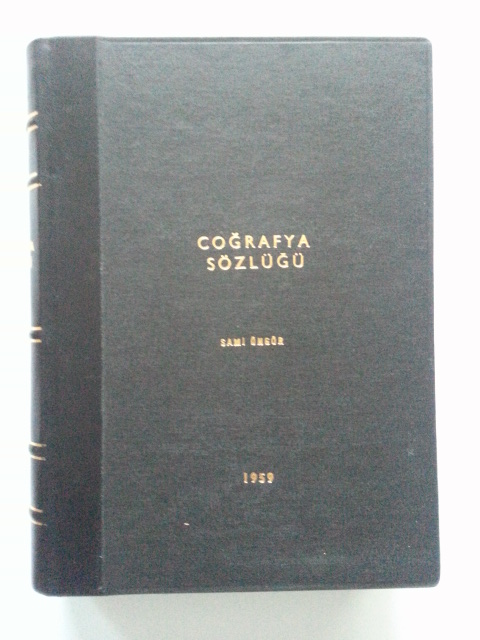 COĞRAFYA
SÖZLÜĞÜ
SAMİ ÖNGÖR
1959